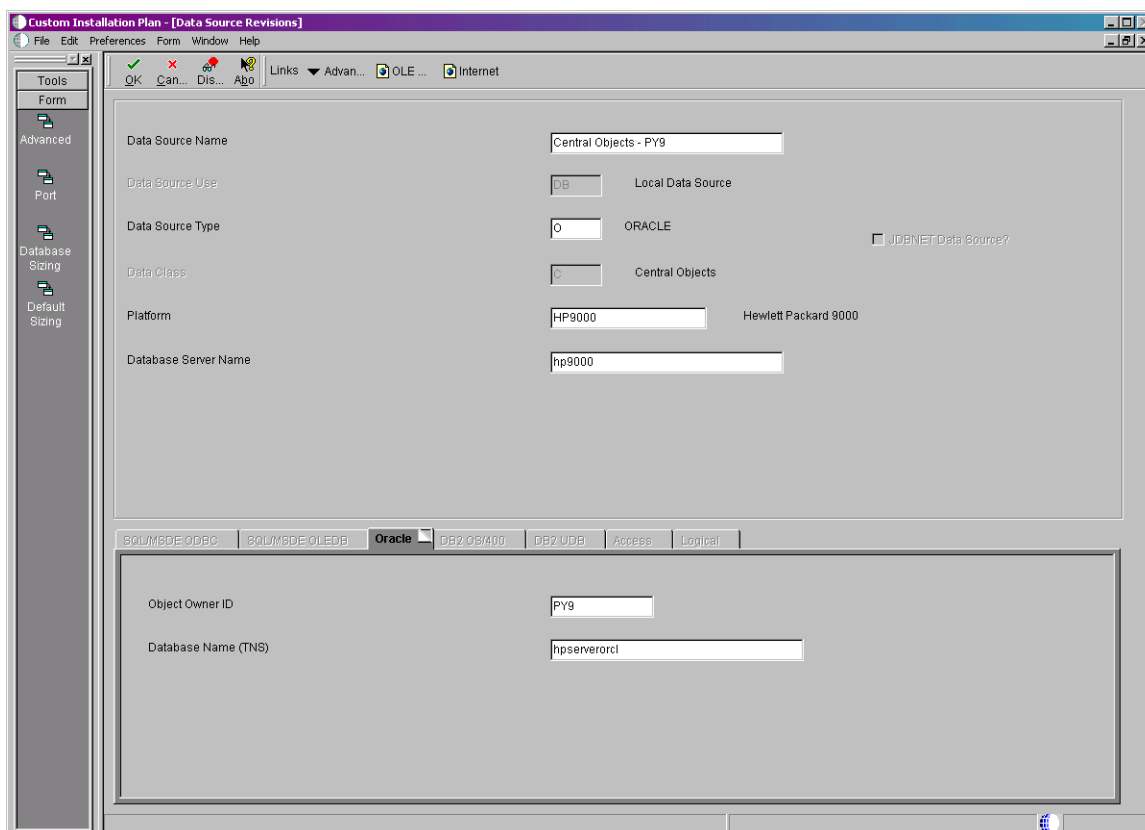 Custom Installation Plan - [Data Source Revisions]
File Edit Preferences Form Window Help
Tools
Form
Advanced
Port
Database Sizing
Default Sizing
OK Can... Dis... Abo Links Advan... OLE ... Internet
Data Source Name Central Objects - PY9
Data Source Use DB Local Data Source
Data Source Type O ORACLE
JDBNET Data Source?
Data Class C Central Objects
Platform HP9000 Hewlett Packard 9000
Database Server Name hp9000
SQL/MSDE ODBC SQL/MSDE OLEDB Oracle DB2 OS/400 DB2 UDB Access Logical
Object Owner ID PY9
Database Name (TNS) hpserverorcl